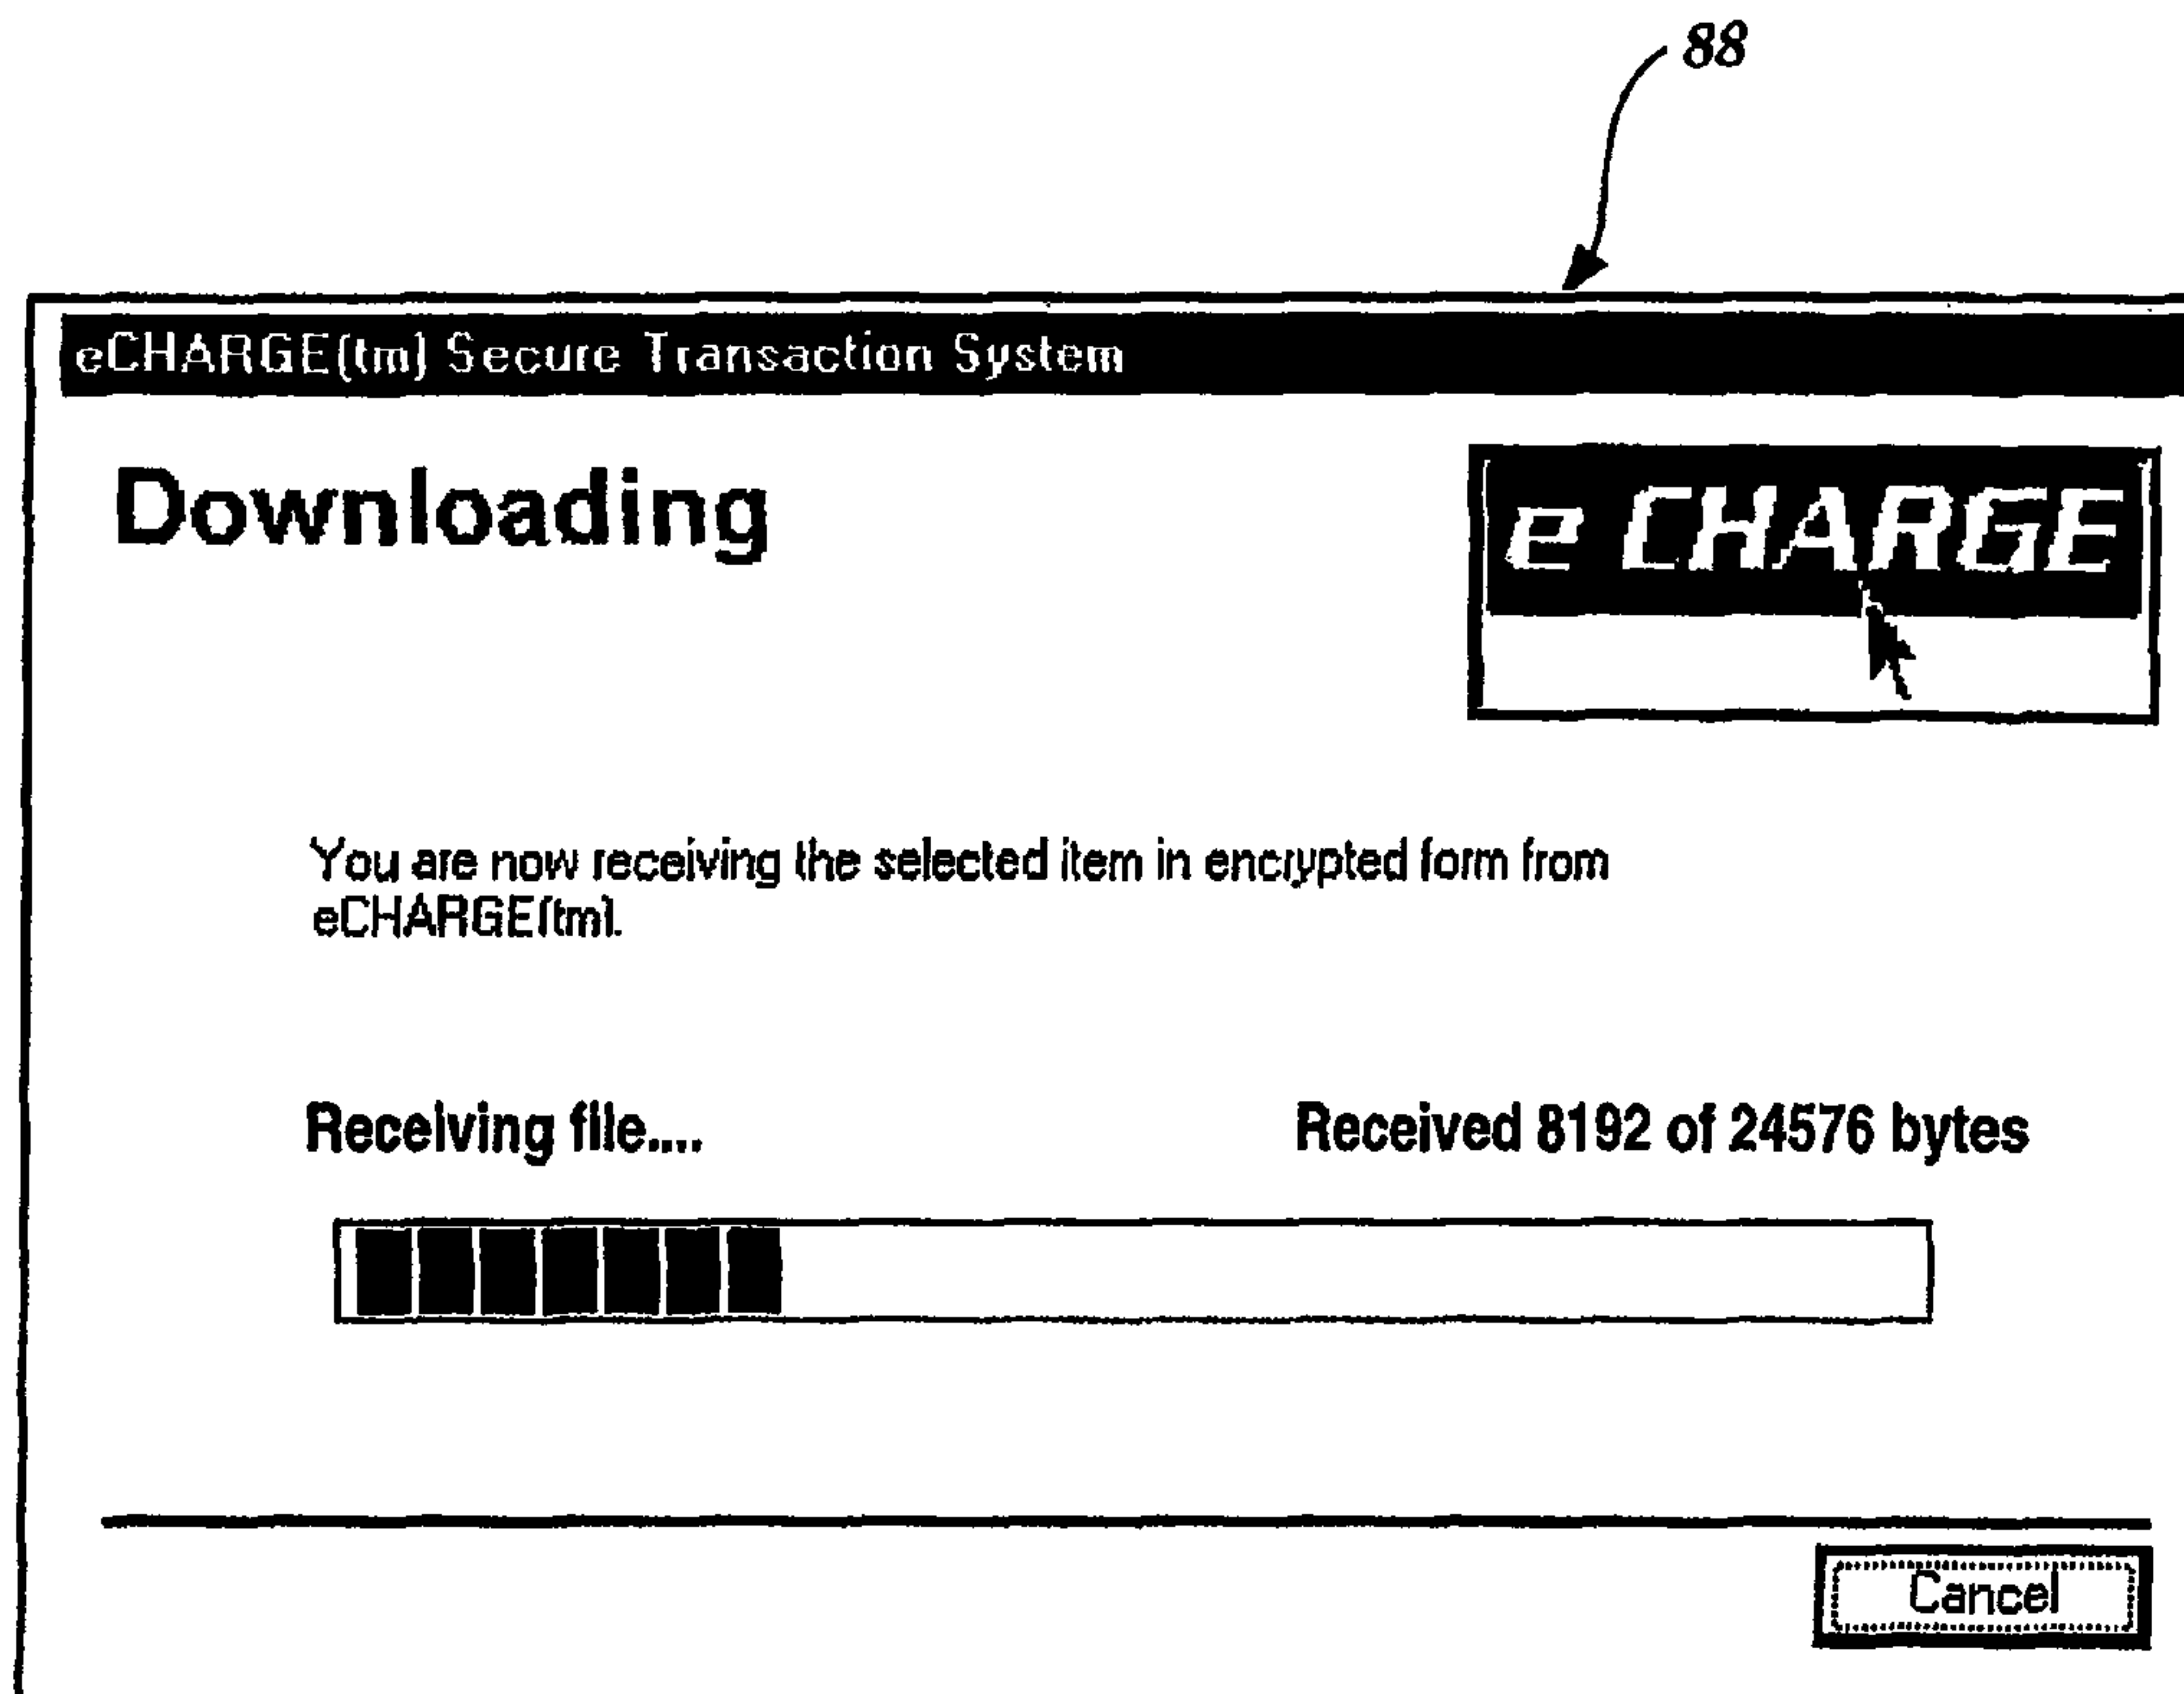 88
eCHARGE(tm) Secure Transaction System
Downloading
e CHARGE
You are now receiving the selected item in encrypted form from
eCHARGE(tm).
Receiving file....
Received 8192 of 24576 bytes
Cancel